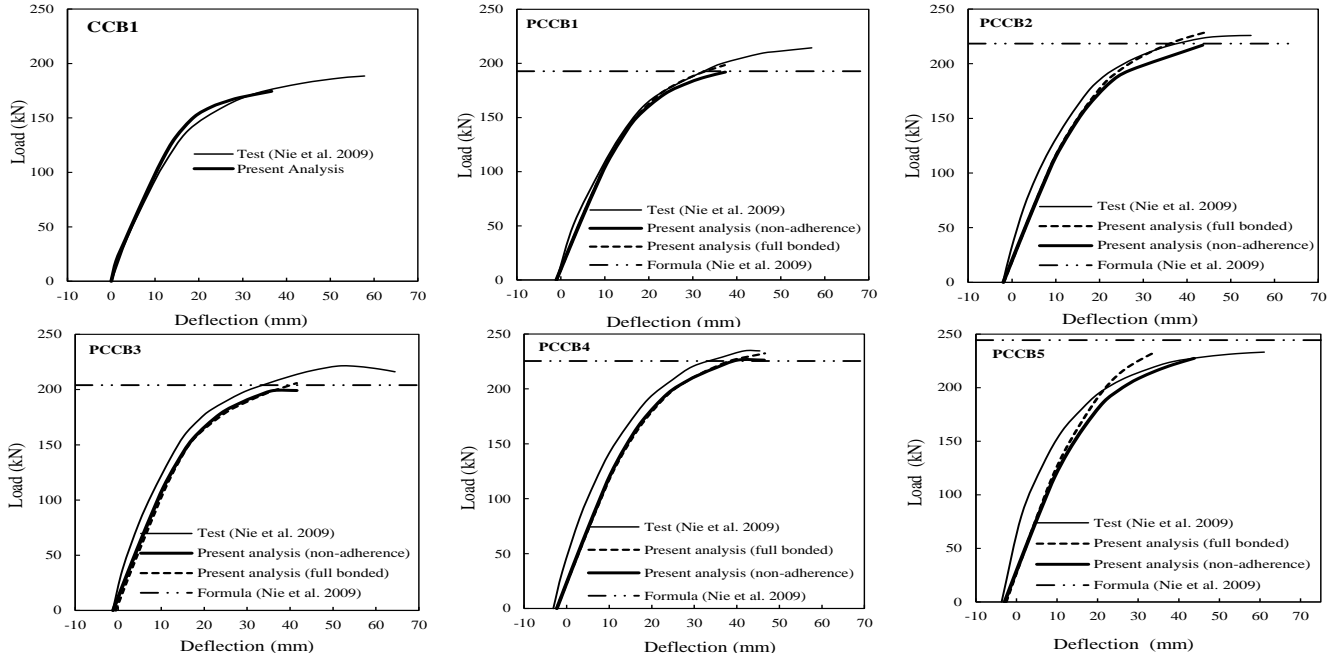 CCB1
250
200
150
100
50
0
Load (kN)
-10 0 10 20 30 40 50 60 70
Deflection (mm)
Test (Nie et al. 2009)
Present Analysis
PCCB1
250
200
150
100
50
0
Load (kN)
-10 0 10 20 30 40 50 60 70
Deflection (mm)
Test (Nie et al. 2009)
Present analysis (non-adherence)
Present analysis (full bonded)
Formula (Nie et al. 2009)
PCCB2
250
200
150
100
50
0
Load (kN)
-10 0 10 20 30 40 50 60 70
Deflection (mm)
Test (Nie et al. 2009)
Present analysis (full bonded)
Present analysis (non-adherence)
Formula (Nie et al. 2009)
PCCB3
250
200
150
100
50
0
Load (kN)
-10 0 10 20 30 40 50 60 70
Deflection (mm)
Test (Nie et al. 2009)
Present analysis (non-adherence)
Present analysis (full bonded)
Formula (Nie et al. 2009)
PCCB4
250
200
150
100
50
0
Load (kN)
-10 0 10 20 30 40 50 60 70
Deflection (mm)
Test (Nie et al. 2009)
Present analysis (full bonded)
Present analysis (non-adherence)
Formula (Nie et al. 2009)
PCCB5
250
200
150
100
50
0
Load (kN)
-10 0 10 20 30 40 50 60 70
Deflection (mm)
Test (Nie et al. 2009)
Present analysis (full bonded)
Present analysis (non-adherence)
Formula (Nie et al. 2009)